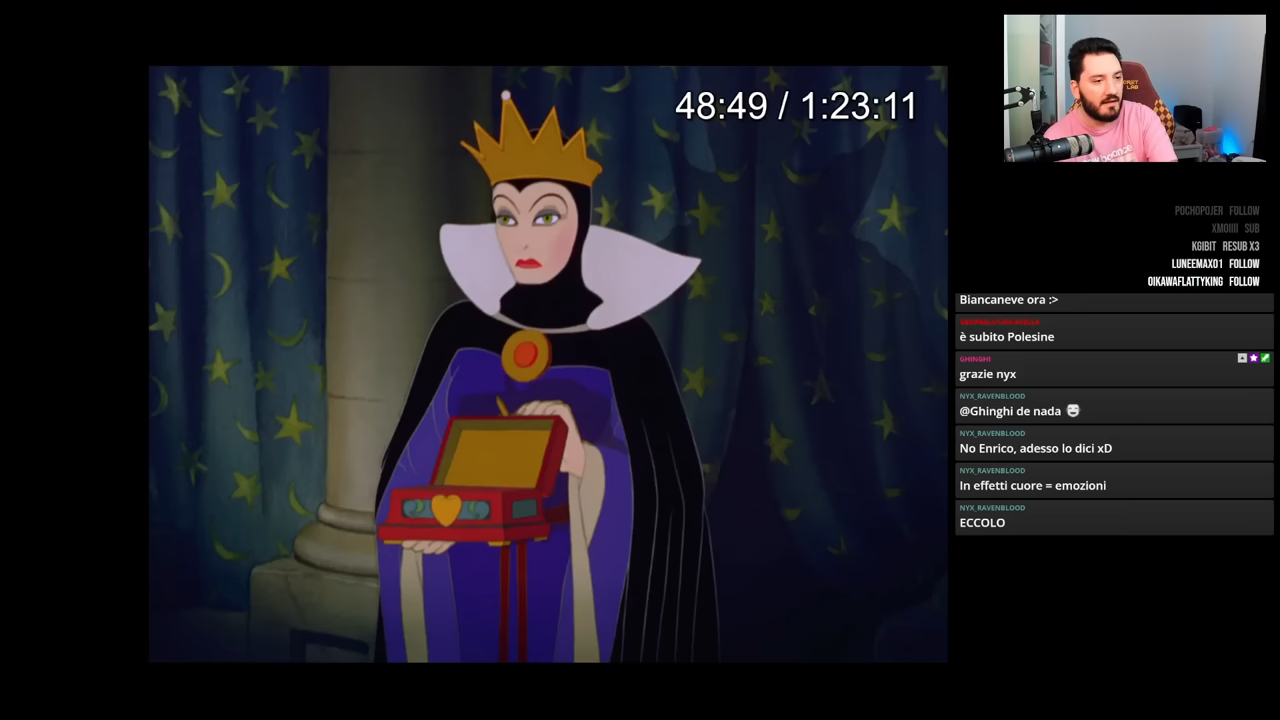 48:49 / 1:23:11
POCHOPOJER FOLLOW
XMOIIII SUB
KGIBIT RESUB X3
LUNEEMAX01 FOLLOW
OIKAWAFLATTYKING FOLLOW
Biancaneve ora :>
è subito Polesine
GHINGHI
grazie nyx
NYX_RAVENBLOOD
@Ghinghi de nada
NYX_RAVENBLOOD
No Enrico, adesso lo dici xD
NYX_RAVENBLOOD
In effetti cuore = emozioni
NYX_RAVENBLOOD
ECCOLO